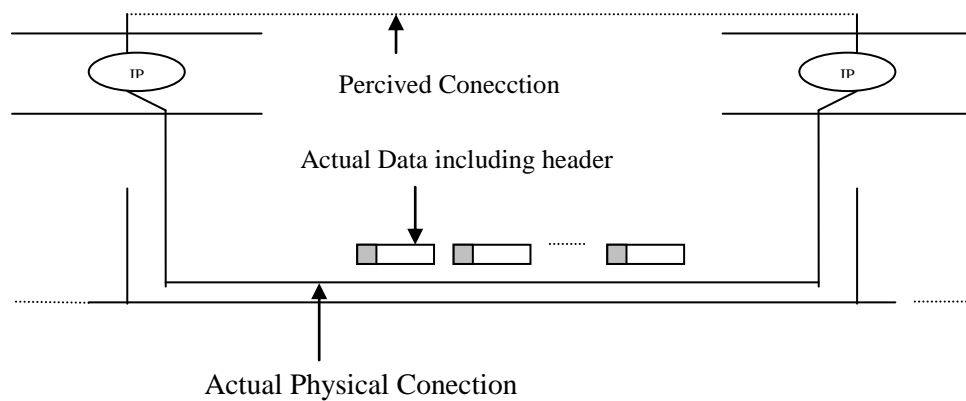 IP
IP
Percived Conecction
Actual Data including header
Actual Physical Conection